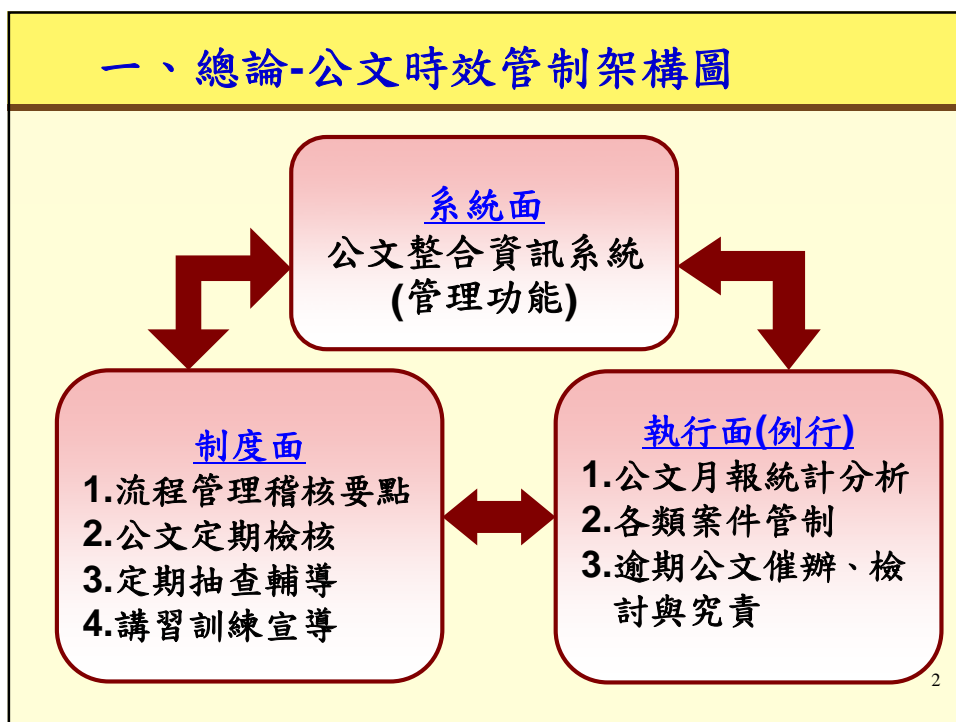 一、總論-公文時效管制架構圖
系統面
公文整合資訊系統
(管理功能)
制度面
1.流程管理稽核要點
2.公文定期檢核
3.定期抽查輔導
4.講習訓練宣導
執行面(例行)
1.公文月報統計分析
2.各類案件管制
3.逾期公文催辦、檢
討與究責
2